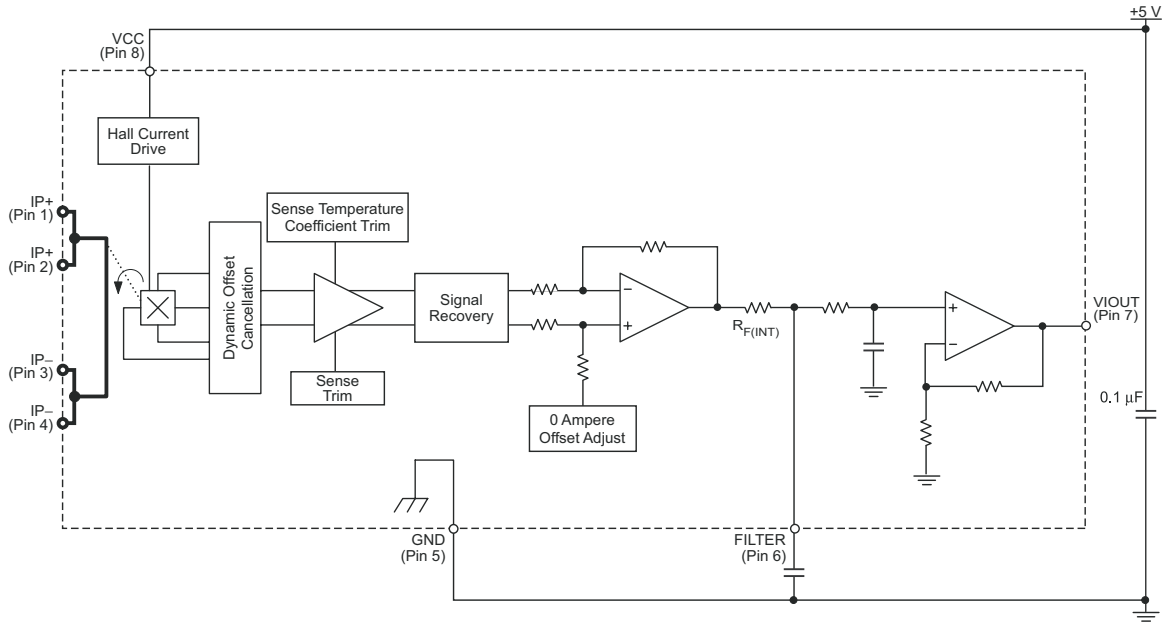 +5 V
VCC
(Pin 8)
Hall Current
Drive
IP+
(Pin 1)
IP+
(Pin 2)
IP−
(Pin 3)
IP−
(Pin 4)
Dynamic Offset
Cancellation
Sense Temperature
Coefficient Trim
Sense
Trim
Signal
Recovery
−
+
0 Ampere
Offset Adjust
RF(INT)
+
−
VIOUT
(Pin 7)
0.1 μF
GND
(Pin 5)
FILTER
(Pin 6)